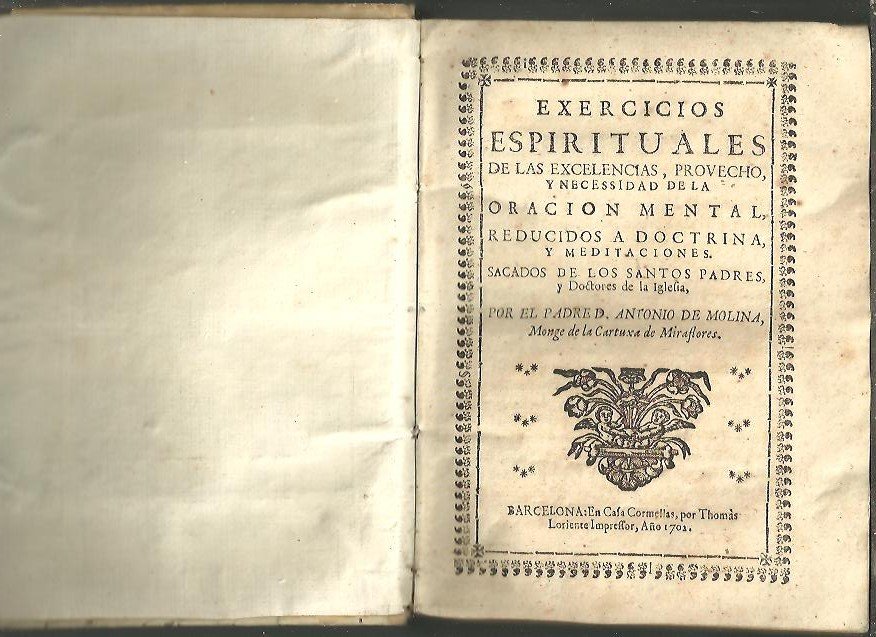 EXERCICIOS
ESPIRITUALES
DE LAS EXCELENCIAS, PROVECHO,
Y NECESSIDAD DE LA
ORACION MENTAL,
REDUCIDOS A DOCTRINA,
Y MEDITACIONES.
SACADOS DE LOS SANTOS PADRES,
y Doctores de la Igleſia,
POR EL PADRE D. ANTONIO DE MOLINA,
Monge de la Cartuxa de Miraflores.
BARCELONA: En Caſa Cormellas, por Thomàs
Loriente Impreſſor, Año 1702.